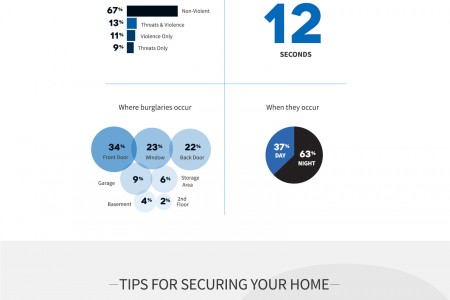 67% Non-Violent
13% Threats & Violence
11% Violence Only
9% Threats Only
12
SECONDS
Where burglaries occur
34%
Front Door
23%
Window
22%
Back Door
Garage
9%
6%
Storage
Area
Basement
4%
2%
2nd
Floor
When they occur
37%
DAY
63%
NIGHT
TIPS FOR SECURING YOUR HOME